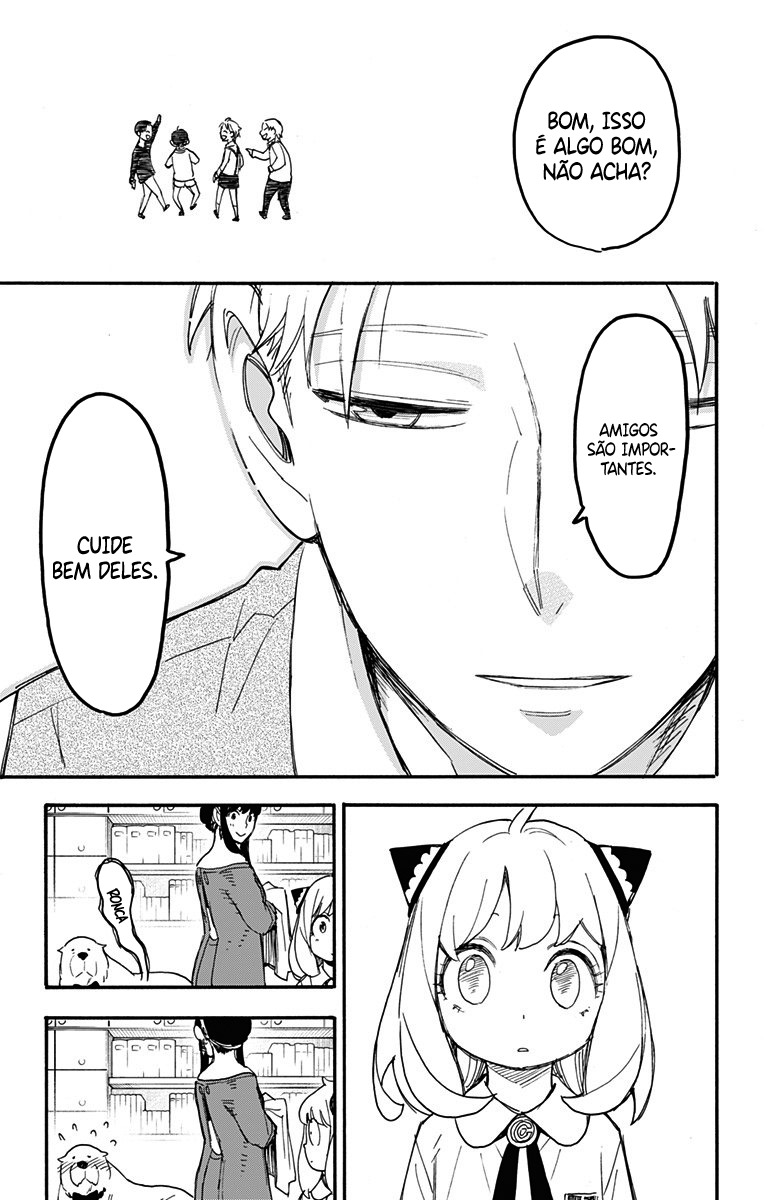 BOM, ISSO
É ALGO BOM,
NÃO ACHA?
AMIGOS
SÃO IMPOR-
TANTES.
CUIDE
BEM DELES.
RONCA